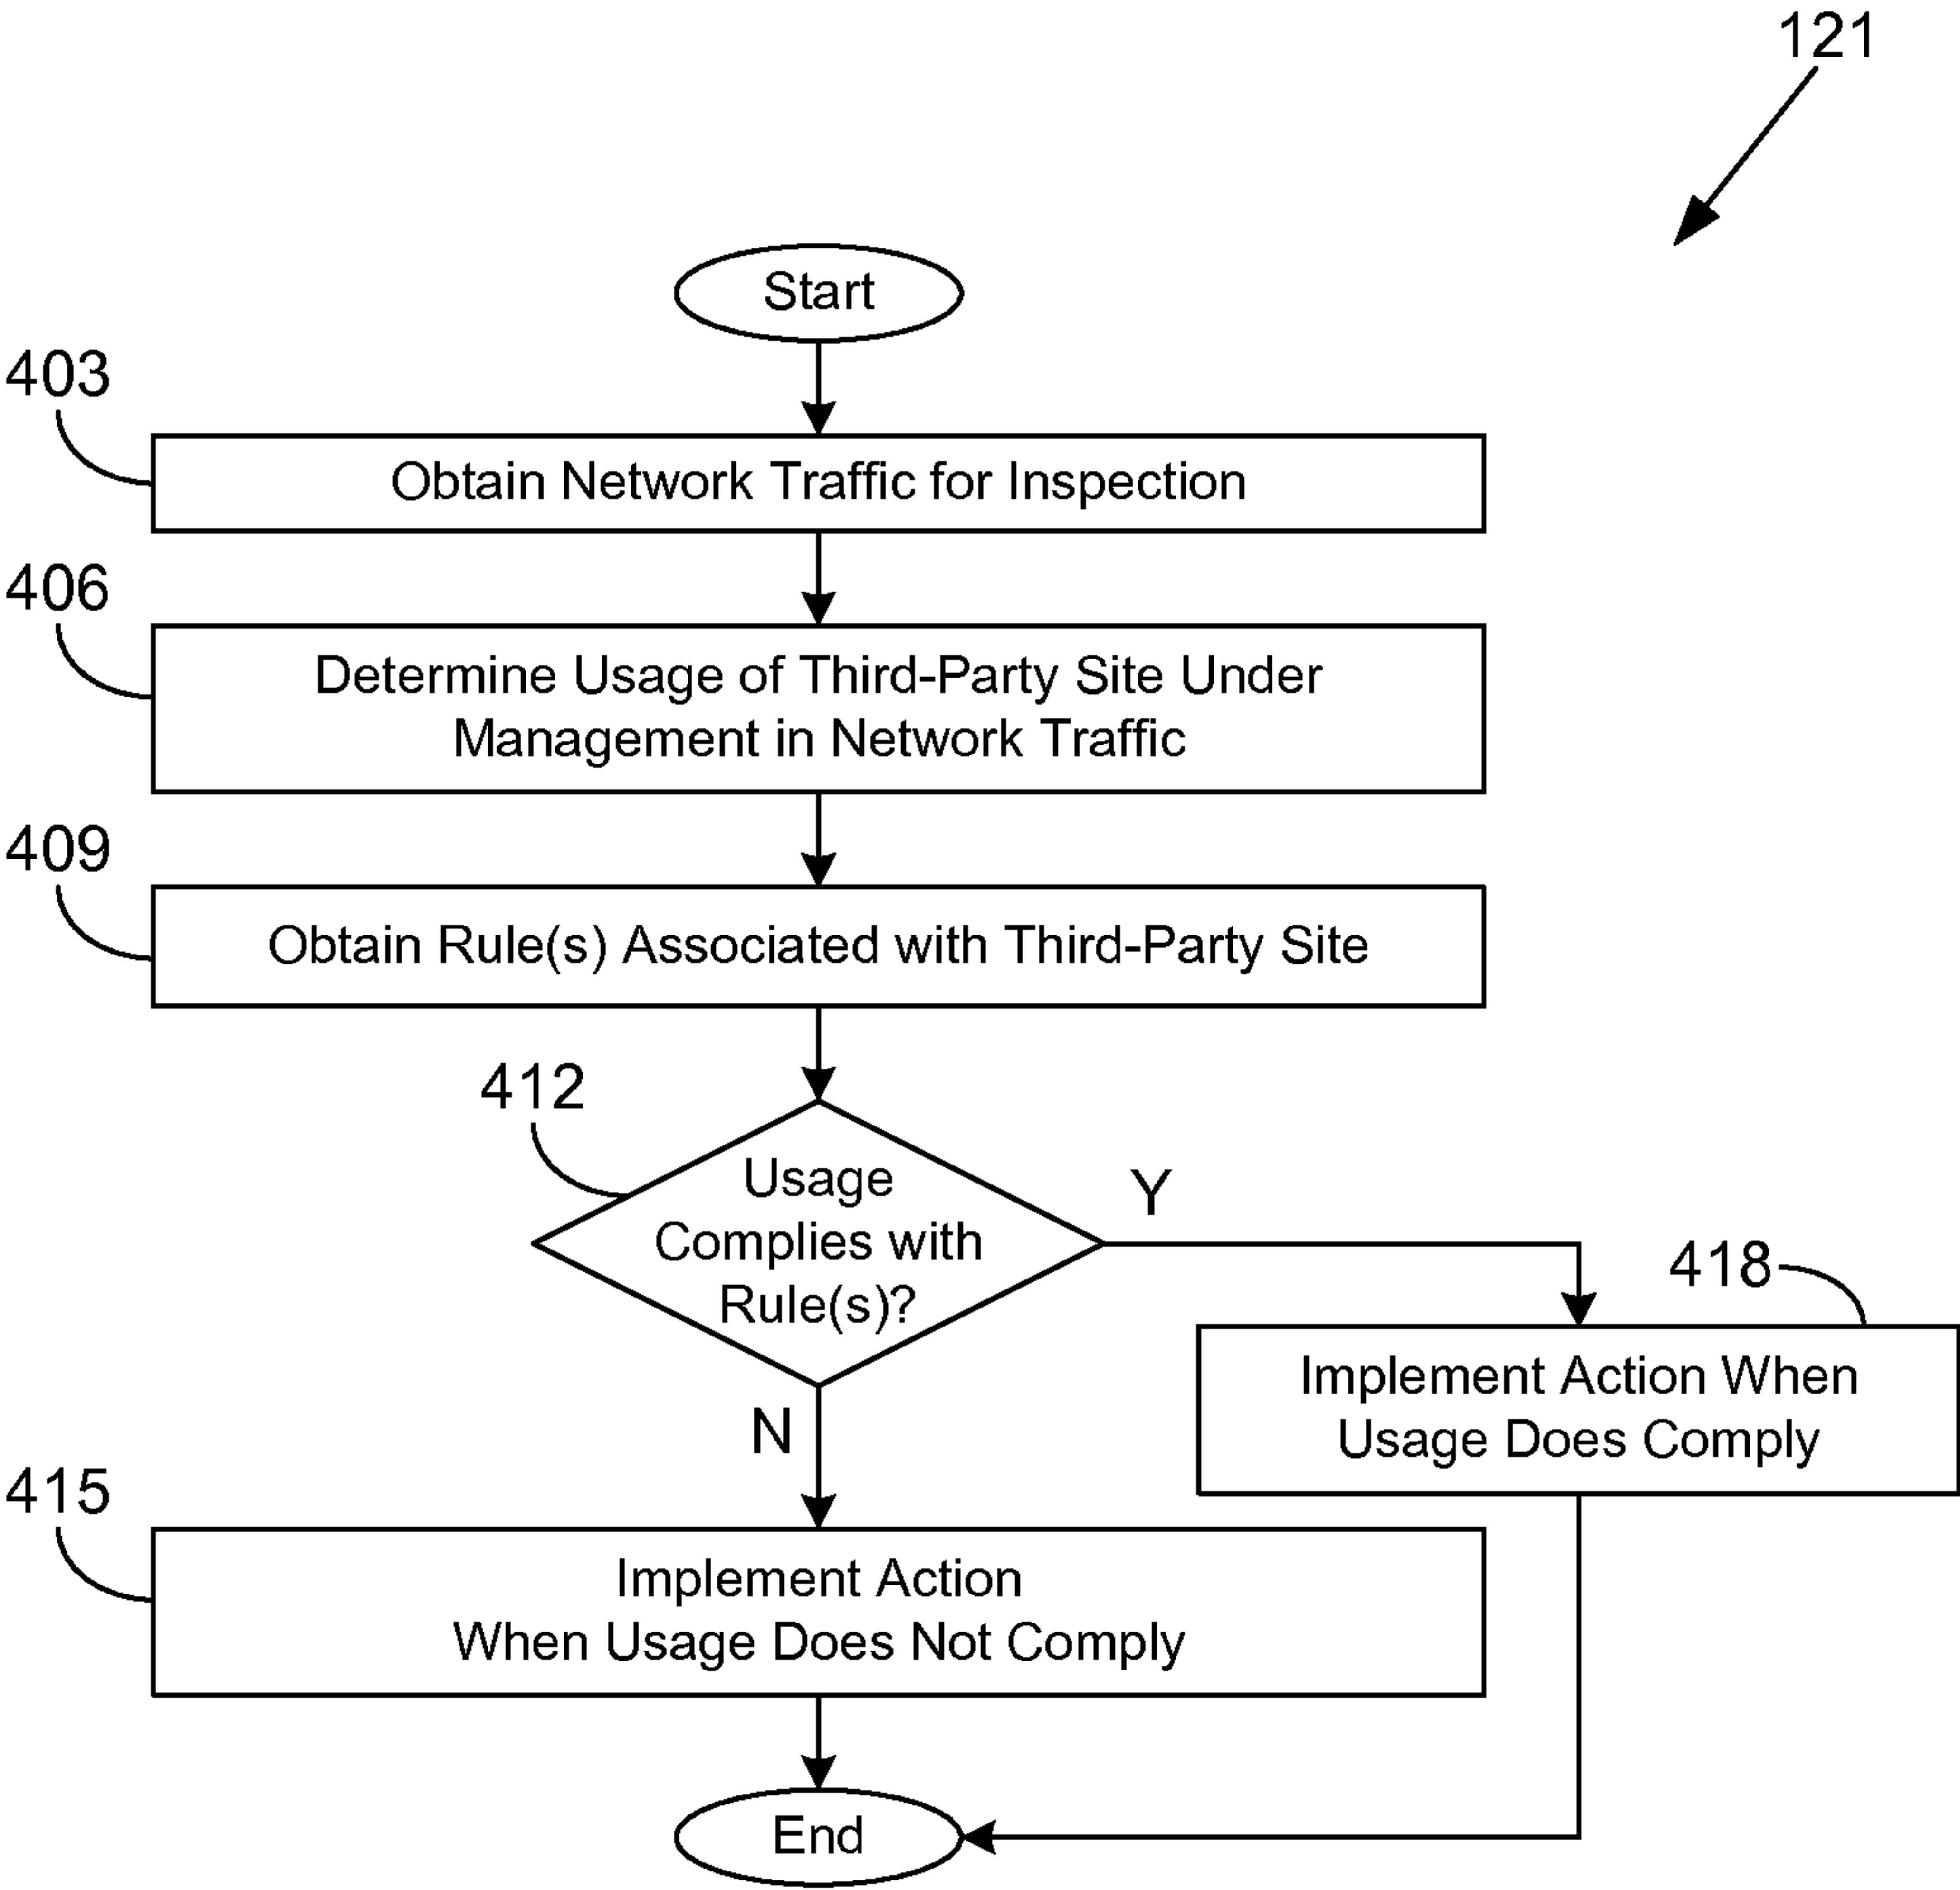 121
Start
403
Obtain Network Traffic for Inspection
406
Determine Usage of Third-Party Site Under
Management in Network Traffic
409
Obtain Rule(s) Associated with Third-Party Site
412
Usage
Complies with
Rule(s)?
Y
418
Implement Action When
Usage Does Comply
N
415
Implement Action
When Usage Does Not Comply
End